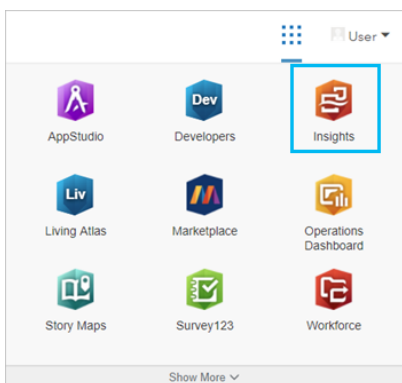 User
AppStudio
Developers
Insights
Dev
Liv
Living Atlas
Marketplace
Operations
Dashboard
Story Maps
Survey123
Workforce
Show More